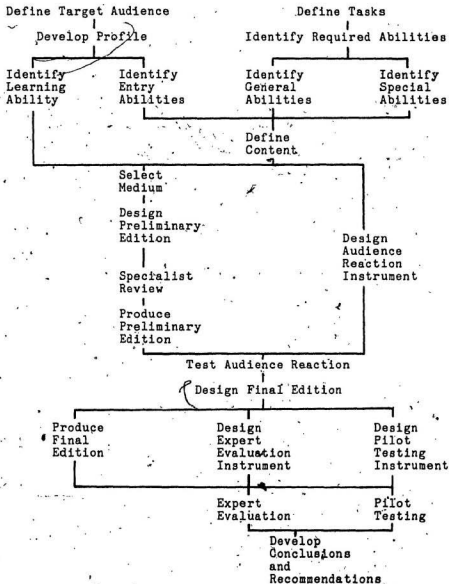 Define Target Audience
Define Tasks
Develop Profile
Identify Required Abilities
Identify
Learning
Ability
Identify
Entry
Abilities
Identify
General
Abilities
Identify
Special
Abilities
Define
Content
Select
Medium
Design
Preliminary
Edition
Specialist
Review
Produce
Preliminary
Edition
Design
Audience
Reaction
Instrument
Test Audience Reaction
Design Final Edition
Produce
Final
Edition
Design
Expert
Evaluation
Instrument
Design
Pilot
Testing
Instrument
Expert
Evaluation
Pilot
Testing
Develop
Conclusions
and
Recommendations